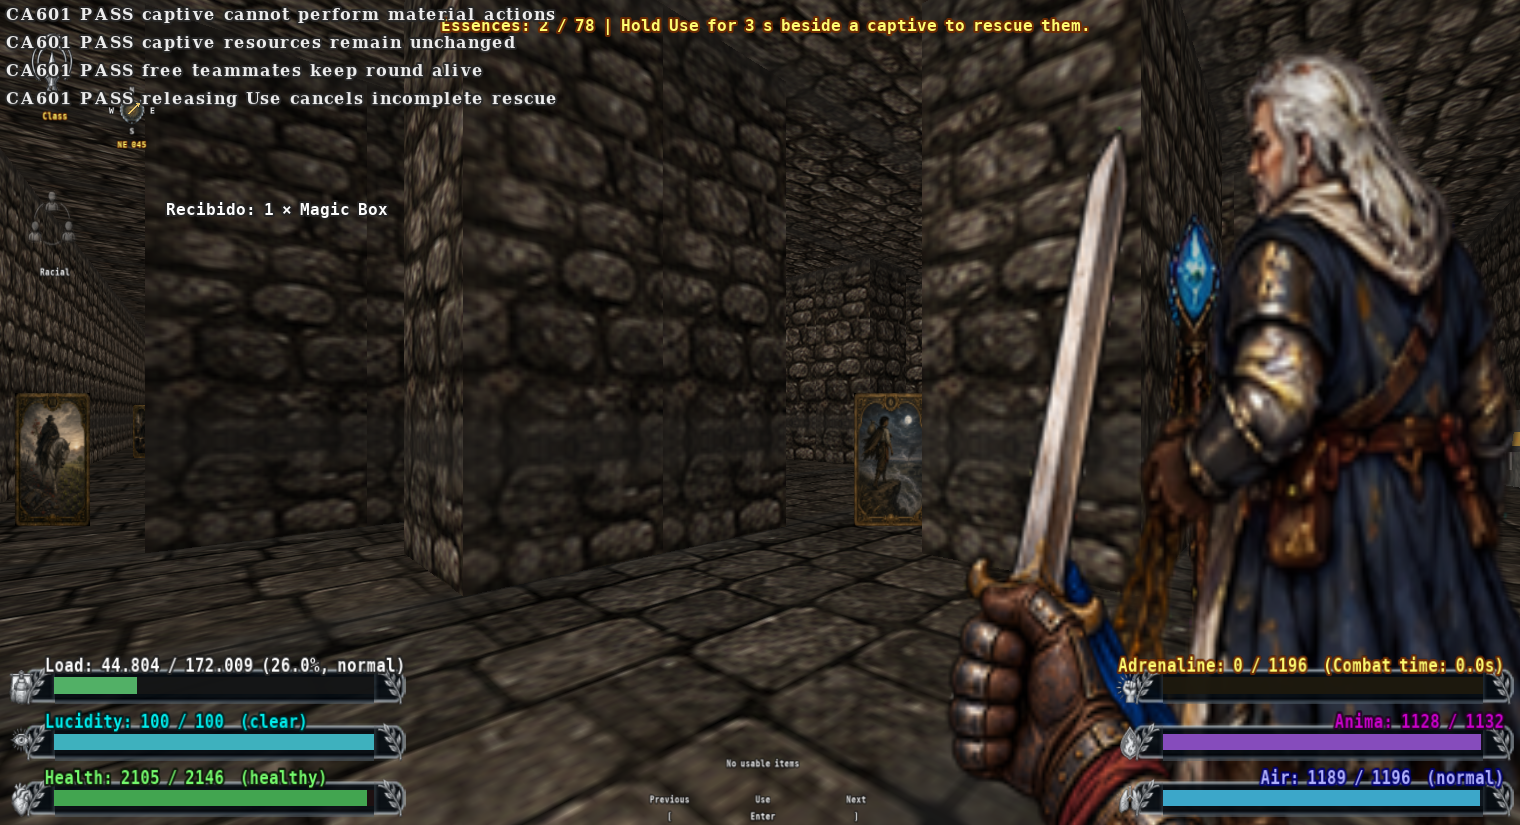 CA601 PASS captive cannot perform material actions
Essences: 2 / 78 | Hold Use for 3 s beside a captive to rescue them.
CA601 PASS captive resources remain unchanged
CA601 PASS free teammates keep round alive
CA601 PASS releasing Use cancels incomplete rescue
Class
W E
S
NE 045
Recibido: 1 × Magic Box
Racial
Load: 44.804 / 172.009 (26.0%, normal)
Adrenaline: 0 / 1196 (Combat time: 0.0s)
Lucidity: 100 / 100 (clear)
Anima: 1128 / 1132
Health: 2105 / 2146 (healthy)
Air: 1189 / 1196 (normal)
No usable items
Previous Use Next
[ Enter ]